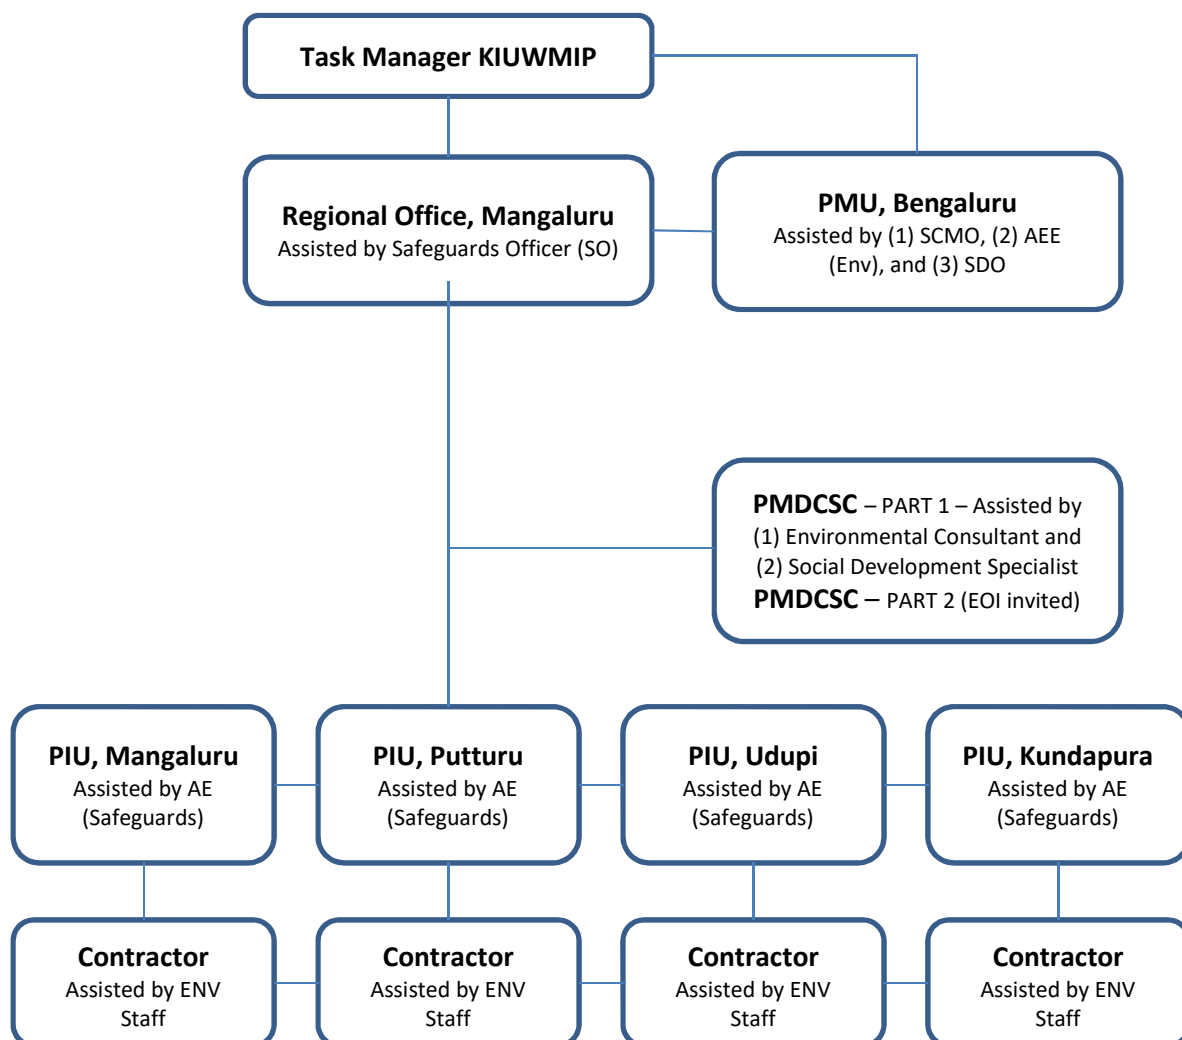 Task Manager KIUWMIP
Regional Office, Mangaluru
Assisted by Safeguards Officer (SO)
PMU, Bengaluru
Assisted by (1) SCMO, (2) AEE
(Env), and (3) SDO
PMDCSC – PART 1 – Assisted by
(1) Environmental Consultant and
(2) Social Development Specialist
PMDCSC – PART 2 (EOI invited)
PIU, Mangaluru
Assisted by AE
(Safeguards)
PIU, Putturu
Assisted by AE
(Safeguards)
PIU, Udupi
Assisted by AE
(Safeguards)
PIU, Kundapura
Assisted by AE
(Safeguards)
Contractor
Assisted by ENV
Staff
Contractor
Assisted by ENV
Staff
Contractor
Assisted by ENV
Staff
Contractor
Assisted by ENV
Staff